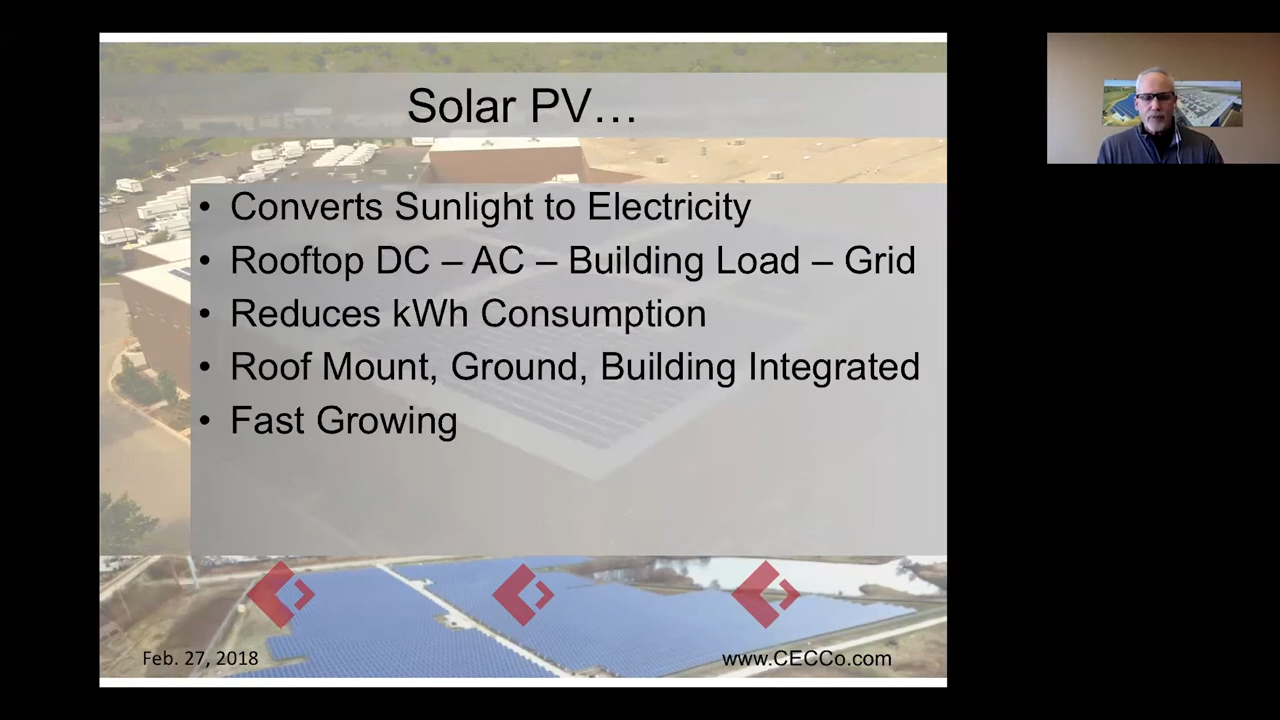 Solar PV…
• Converts Sunlight to Electricity
• Rooftop DC – AC – Building Load – Grid
• Reduces kWh Consumption
• Roof Mount, Ground, Building Integrated
• Fast Growing
Feb. 27, 2018
www.CECCo.com